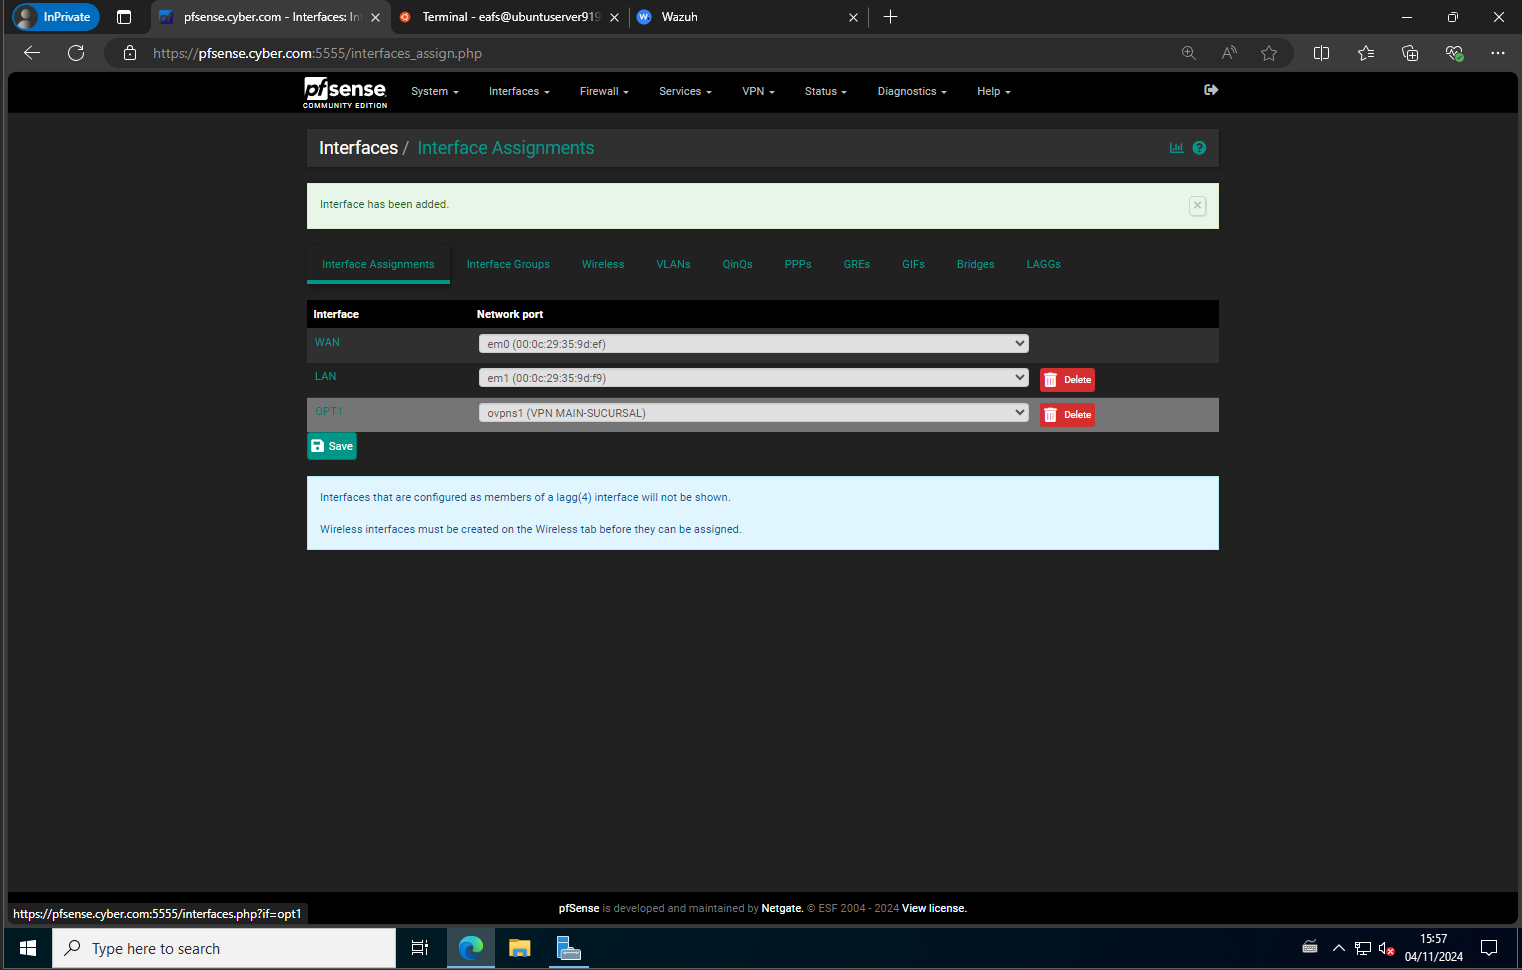 InPrivate
pfsense.cyber.com - Interfaces: In
Terminal - eafs@ubuntuserver919
Wazuh
https://pfsense.cyber.com:5555/interfaces_assign.php
pfsense
COMMUNITY EDITION
System
Interfaces
Firewall
Services
VPN
Status
Diagnostics
Help
Interfaces / Interface Assignments
Interface has been added.
Interface Assignments
Interface Groups
Wireless
VLANs
QinQs
PPPs
GREs
GIFs
Bridges
LAGGs
Interface Network port
WAN em0 (00:0c:29:35:9d:ef)
LAN em1 (00:0c:29:35:9d:f9) Delete
OPT1 ovpns1 (VPN MAIN-SUCURSAL) Delete
Save
Interfaces that are configured as members of a lagg(4) interface will not be shown.
Wireless interfaces must be created on the Wireless tab before they can be assigned.
pfSense is developed and maintained by Netgate. © ESF 2004 - 2024 View license.
https://pfsense.cyber.com:5555/interfaces.php?if=opt1
Type here to search
15:57
04/11/2024